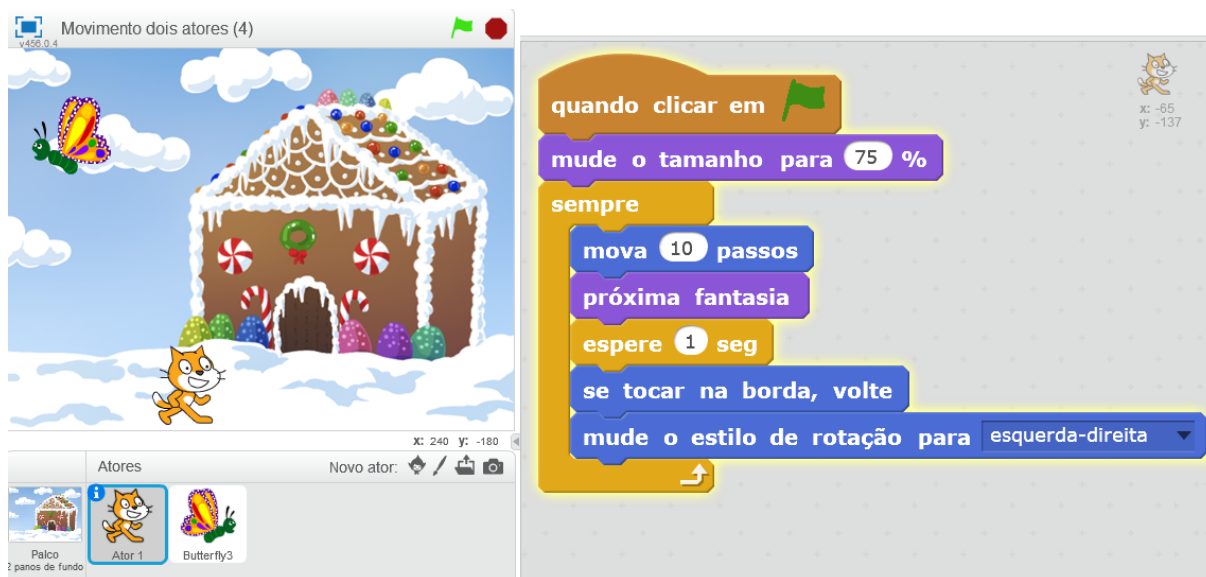 Movimento dois atores (4)
v456.0.4
x: 240 y: -180
Atores
Novo ator:
Palco
2 panos de fundo
Ator 1
Butterfly3
quando clicar em
mude o tamanho para 75 %
sempre
mova 10 passos
próxima fantasia
espere 1 seg
se tocar na borda, volte
mude o estilo de rotação para esquerda-direita
x: -65
y: -137